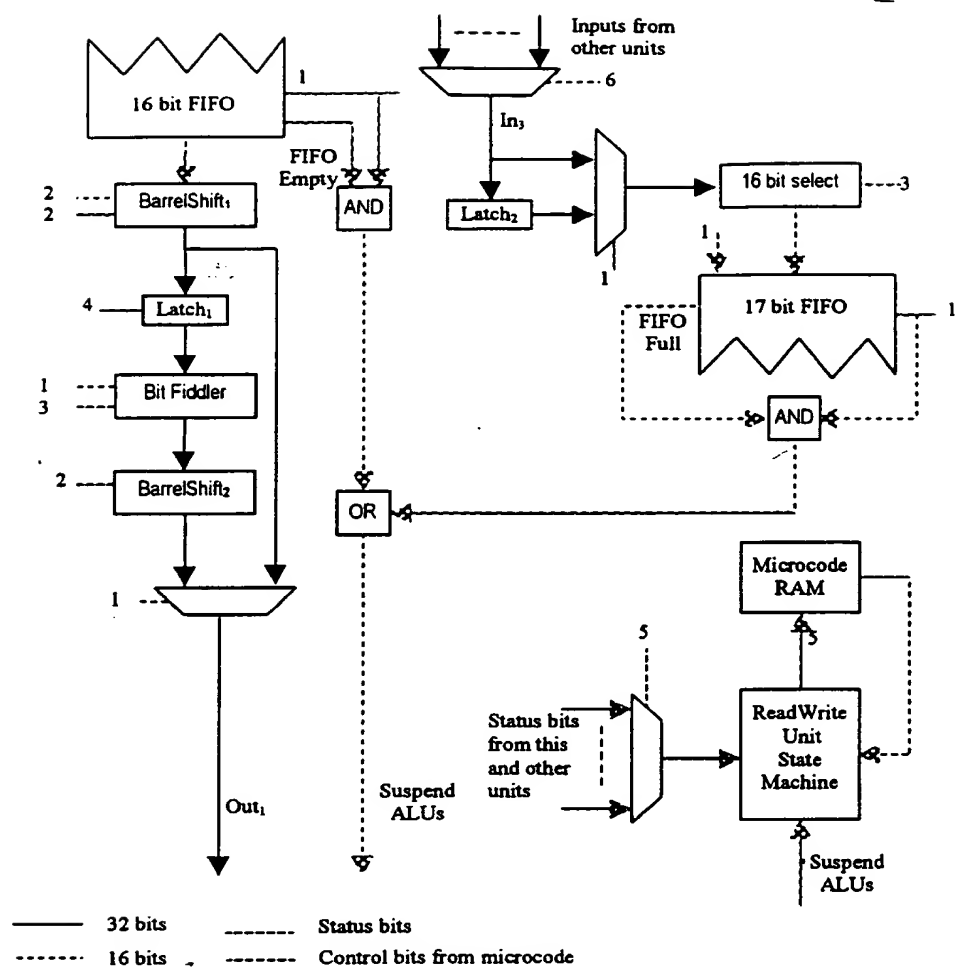 Inputs from
other units
6
1
16 bit FIFO
In3
FIFO
Empty
16 bit select
3
2
2
BarrelShift1
AND
Latch2
1
1
4
Latch1
FIFO
Full
17 bit FIFO
1
1
3
Bit Fiddler
AND
2
BarrelShift2
OR
Microcode
RAM
1
5
5
Status bits
from this
and other
units
ReadWrite
Unit
State
Machine
Out1
Suspend
ALUs
Suspend
ALUs
32 bits
Status bits
16 bits
Control bits from microcode